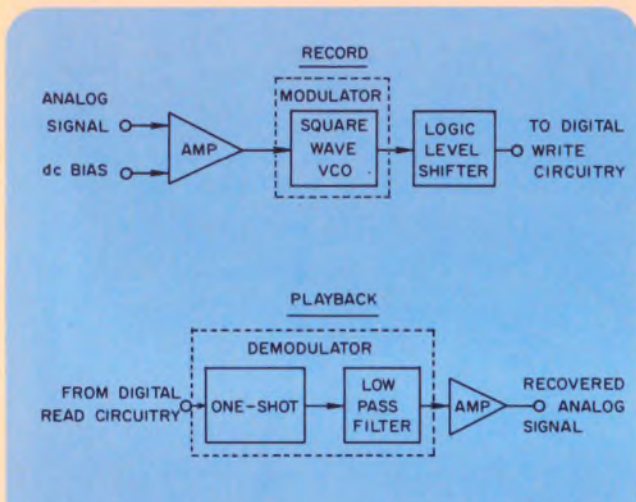 RECORD
ANALOG
SIGNAL
dc BIAS
AMP
MODULATOR
SQUARE
WAVE
VCO
LOGIC
LEVEL
SHIFTER
TO DIGITAL
WRITE
CIRCUITRY
PLAYBACK
DEMODULATOR
FROM DIGITAL
READ CIRCUITRY
ONE-SHOT
LOW
PASS
FILTER
AMP
RECOVERED
ANALOG
SIGNAL